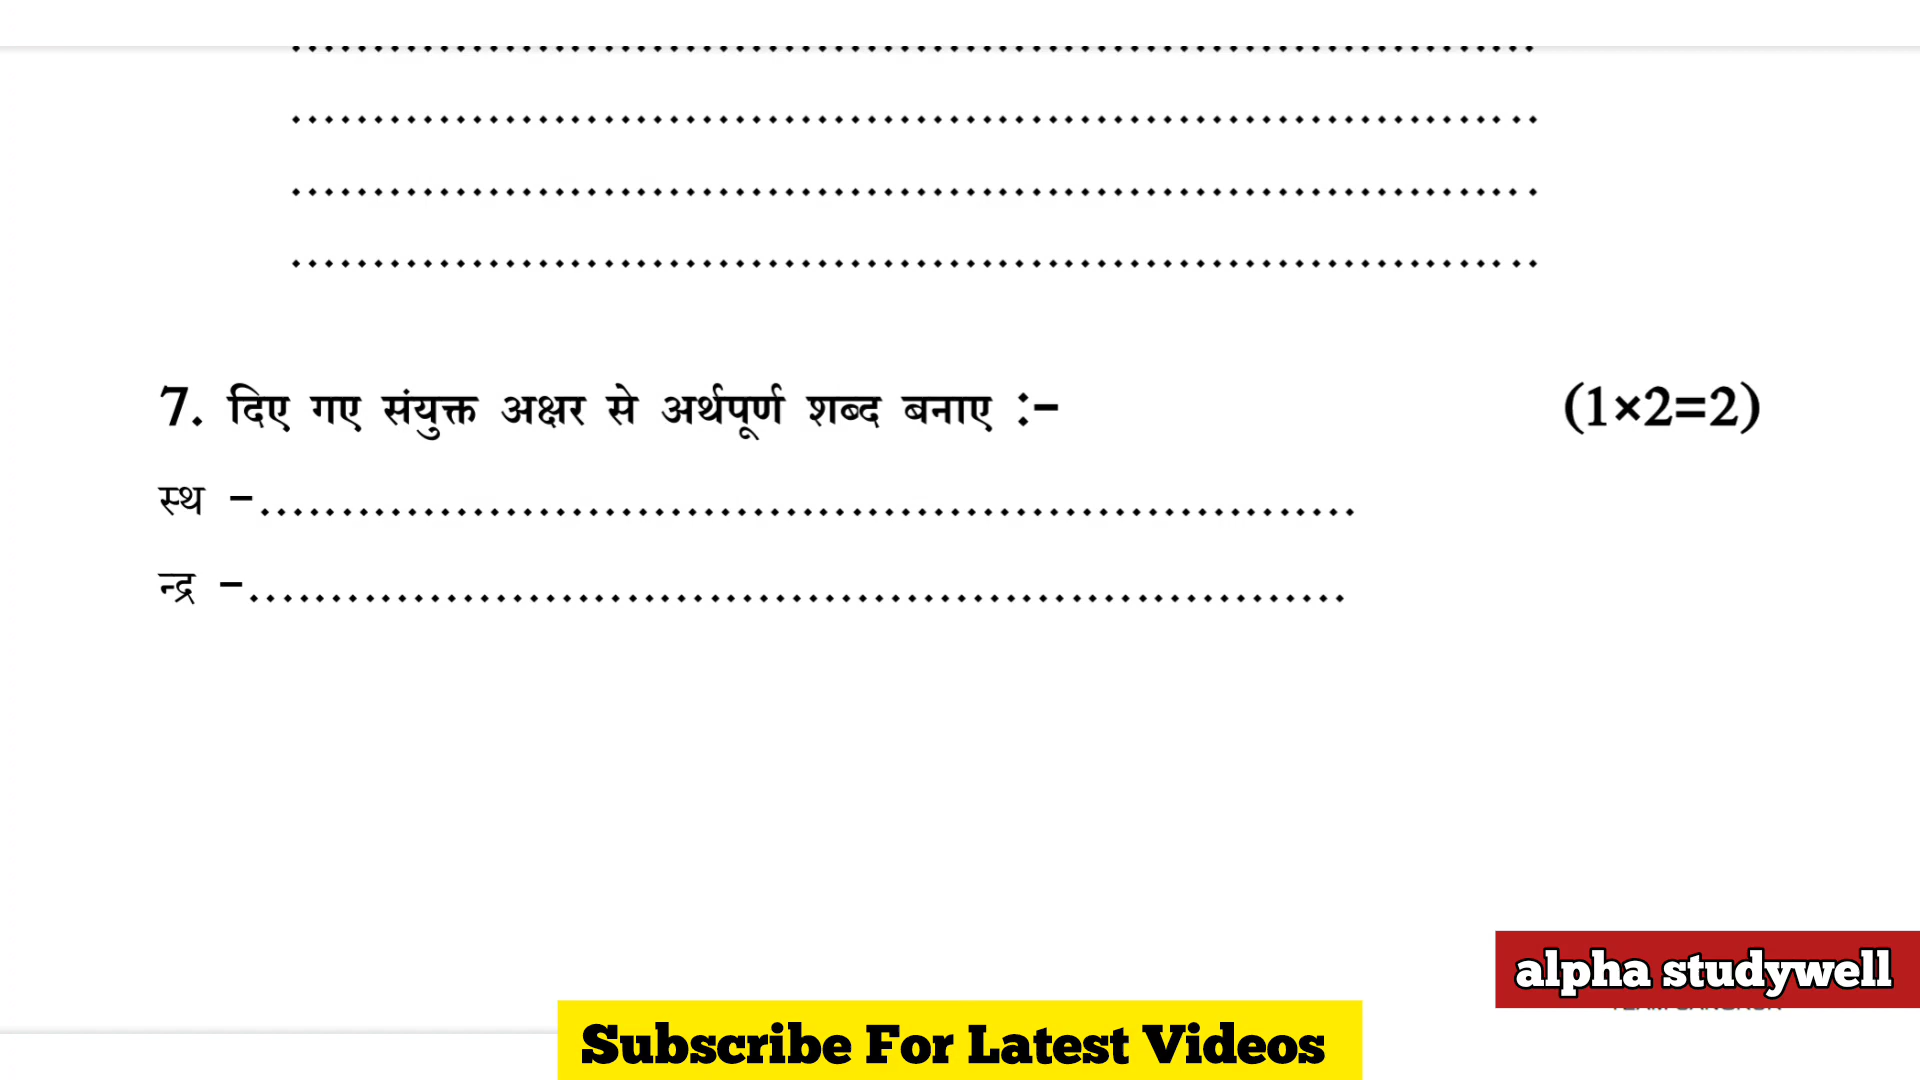 7. दिए गए संयुक्त अक्षर से अर्थपूर्ण शब्द बनाए :- (1×2=2)
स्थ -..................................................................
न्द्र -..................................................................
alpha studywell
Subscribe For Latest Videos